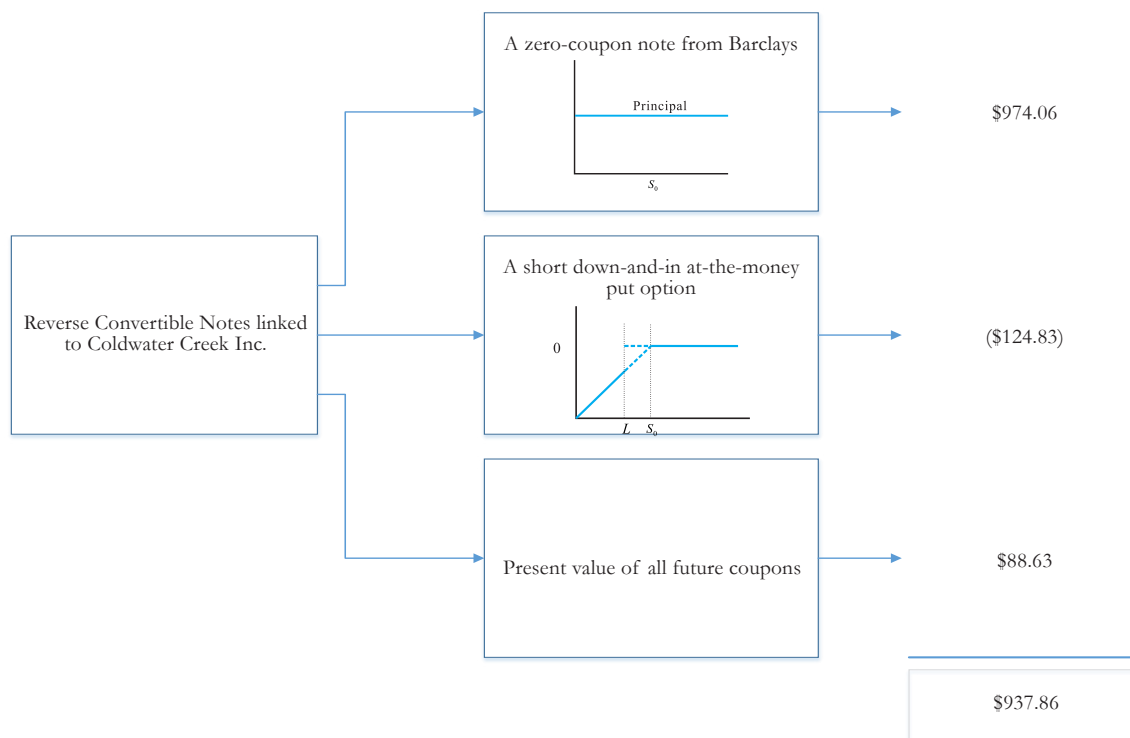 A zero-coupon note from Barclays
Principal
S₀
$974.06
Reverse Convertible Notes linked
to Coldwater Creek Inc.
A short down-and-in at-the-money
put option
0
L S₀
($124.83)
Present value of all future coupons
$88.63
$937.86